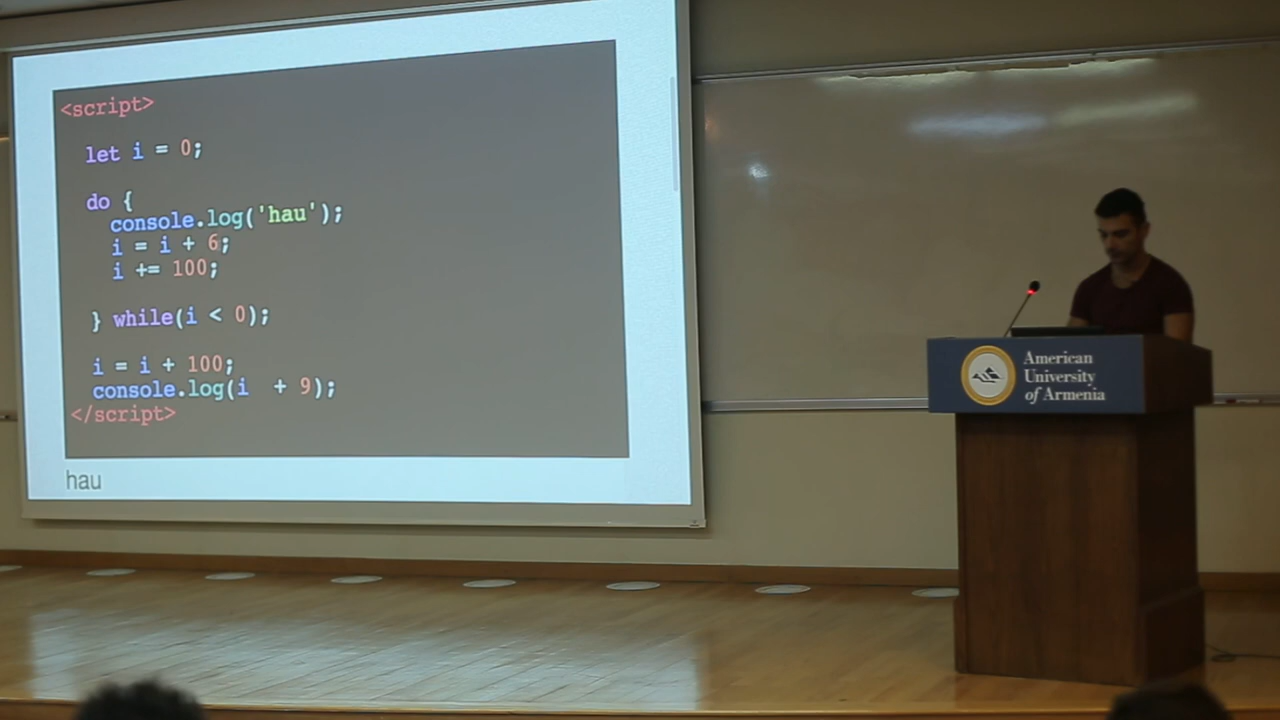 <script>
let i = 0;
do {
console.log('hau');
i = i + 6;
i += 100;
} while(i < 0);
i = i + 100;
console.log(i  + 9);
</script>
hau
American
University
of Armenia